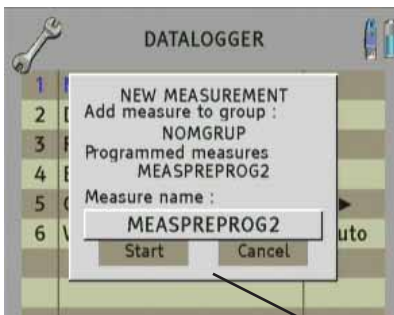 DATALOGGER
NEW MEASUREMENT
Add measure to group :
NOMGRUP
Programmed measures
MEASPREPROG2
Measure name :
MEASPREPROG2
Start Cancel
1
2
3
4
5
6